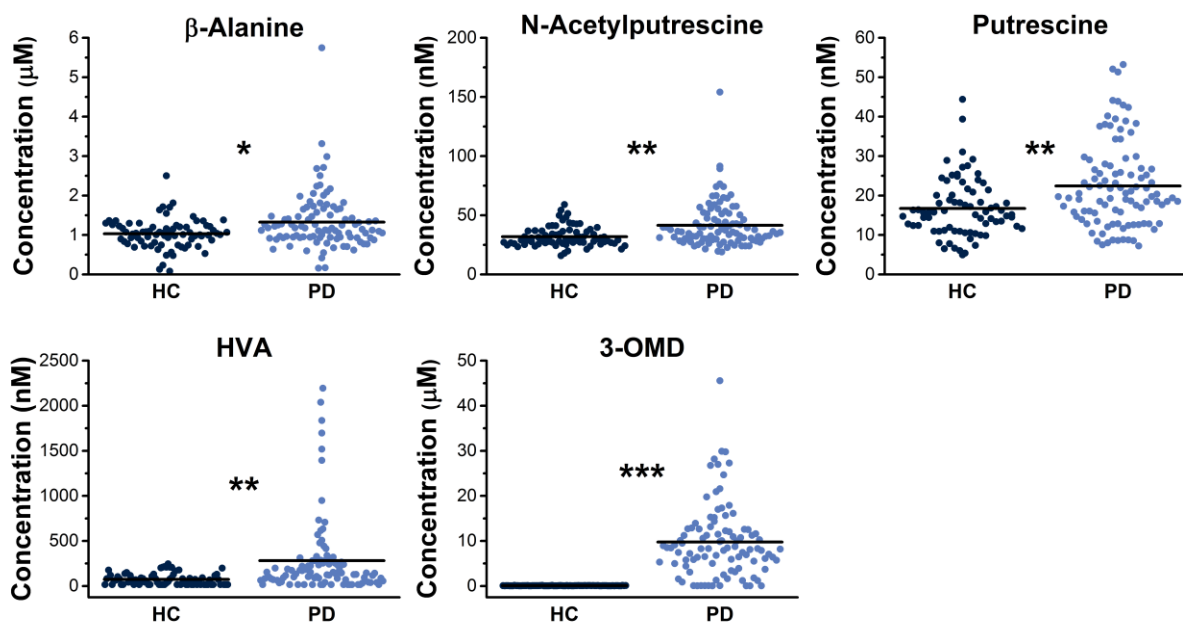 β-Alanine
Concentration (μM)
6
5
4
3
2
1
0
*
HC
PD
N-Acetylputrescine
Concentration (nM)
200
150
100
50
0
**
HC
PD
Putrescine
Concentration (nM)
60
50
40
30
20
10
0
**
HC
PD
HVA
Concentration (nM)
2500
2000
1500
1000
500
0
**
HC
PD
3-OMD
Concentration (μM)
50
40
30
20
10
0
***
HC
PD